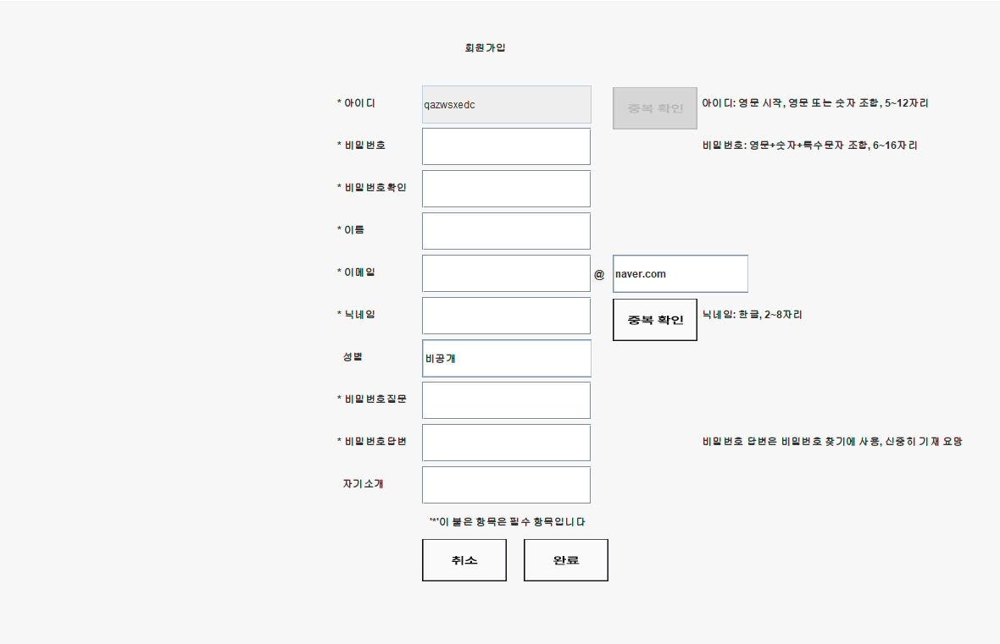 회원가입
* 아이디 qazwsxedc 중복 확인 아이디: 영문 시작, 영문 또는 숫자 조합, 5~12자리
* 비밀번호 비밀번호: 영문+숫자+특수문자 조합, 6~16자리
* 비밀번호확인
* 이름
* 이메일 @ naver.com
* 닉네임 중복 확인 닉네임: 한글, 2~8자리
성별 비공개
* 비밀번호질문
* 비밀번호답변 비밀번호 답변은 비밀번호 찾기에 사용, 신중히 기재 요망
자기소개
'*'이 붙은 항목은 필수 항목입니다
취소 완료